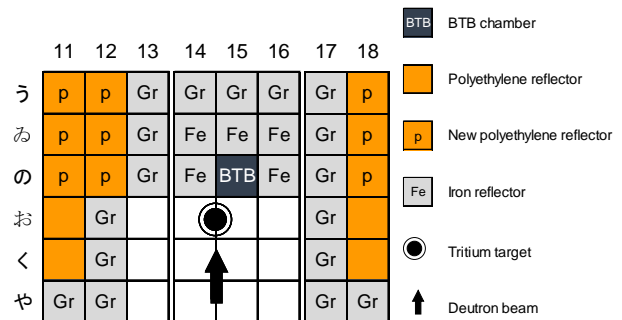 11 12 13 14 15 16 17 18
う p p Gr Gr Gr Gr Gr p
ゐ p p Gr Fe Fe Fe Gr p
の p p Gr Fe BTB Fe Gr p
お Gr Gr
く Gr Gr
や Gr Gr Gr Gr
BTB BTB chamber
Polyethylene reflector
p New polyethylene reflector
Fe Iron reflector
Tritium target
Deutron beam